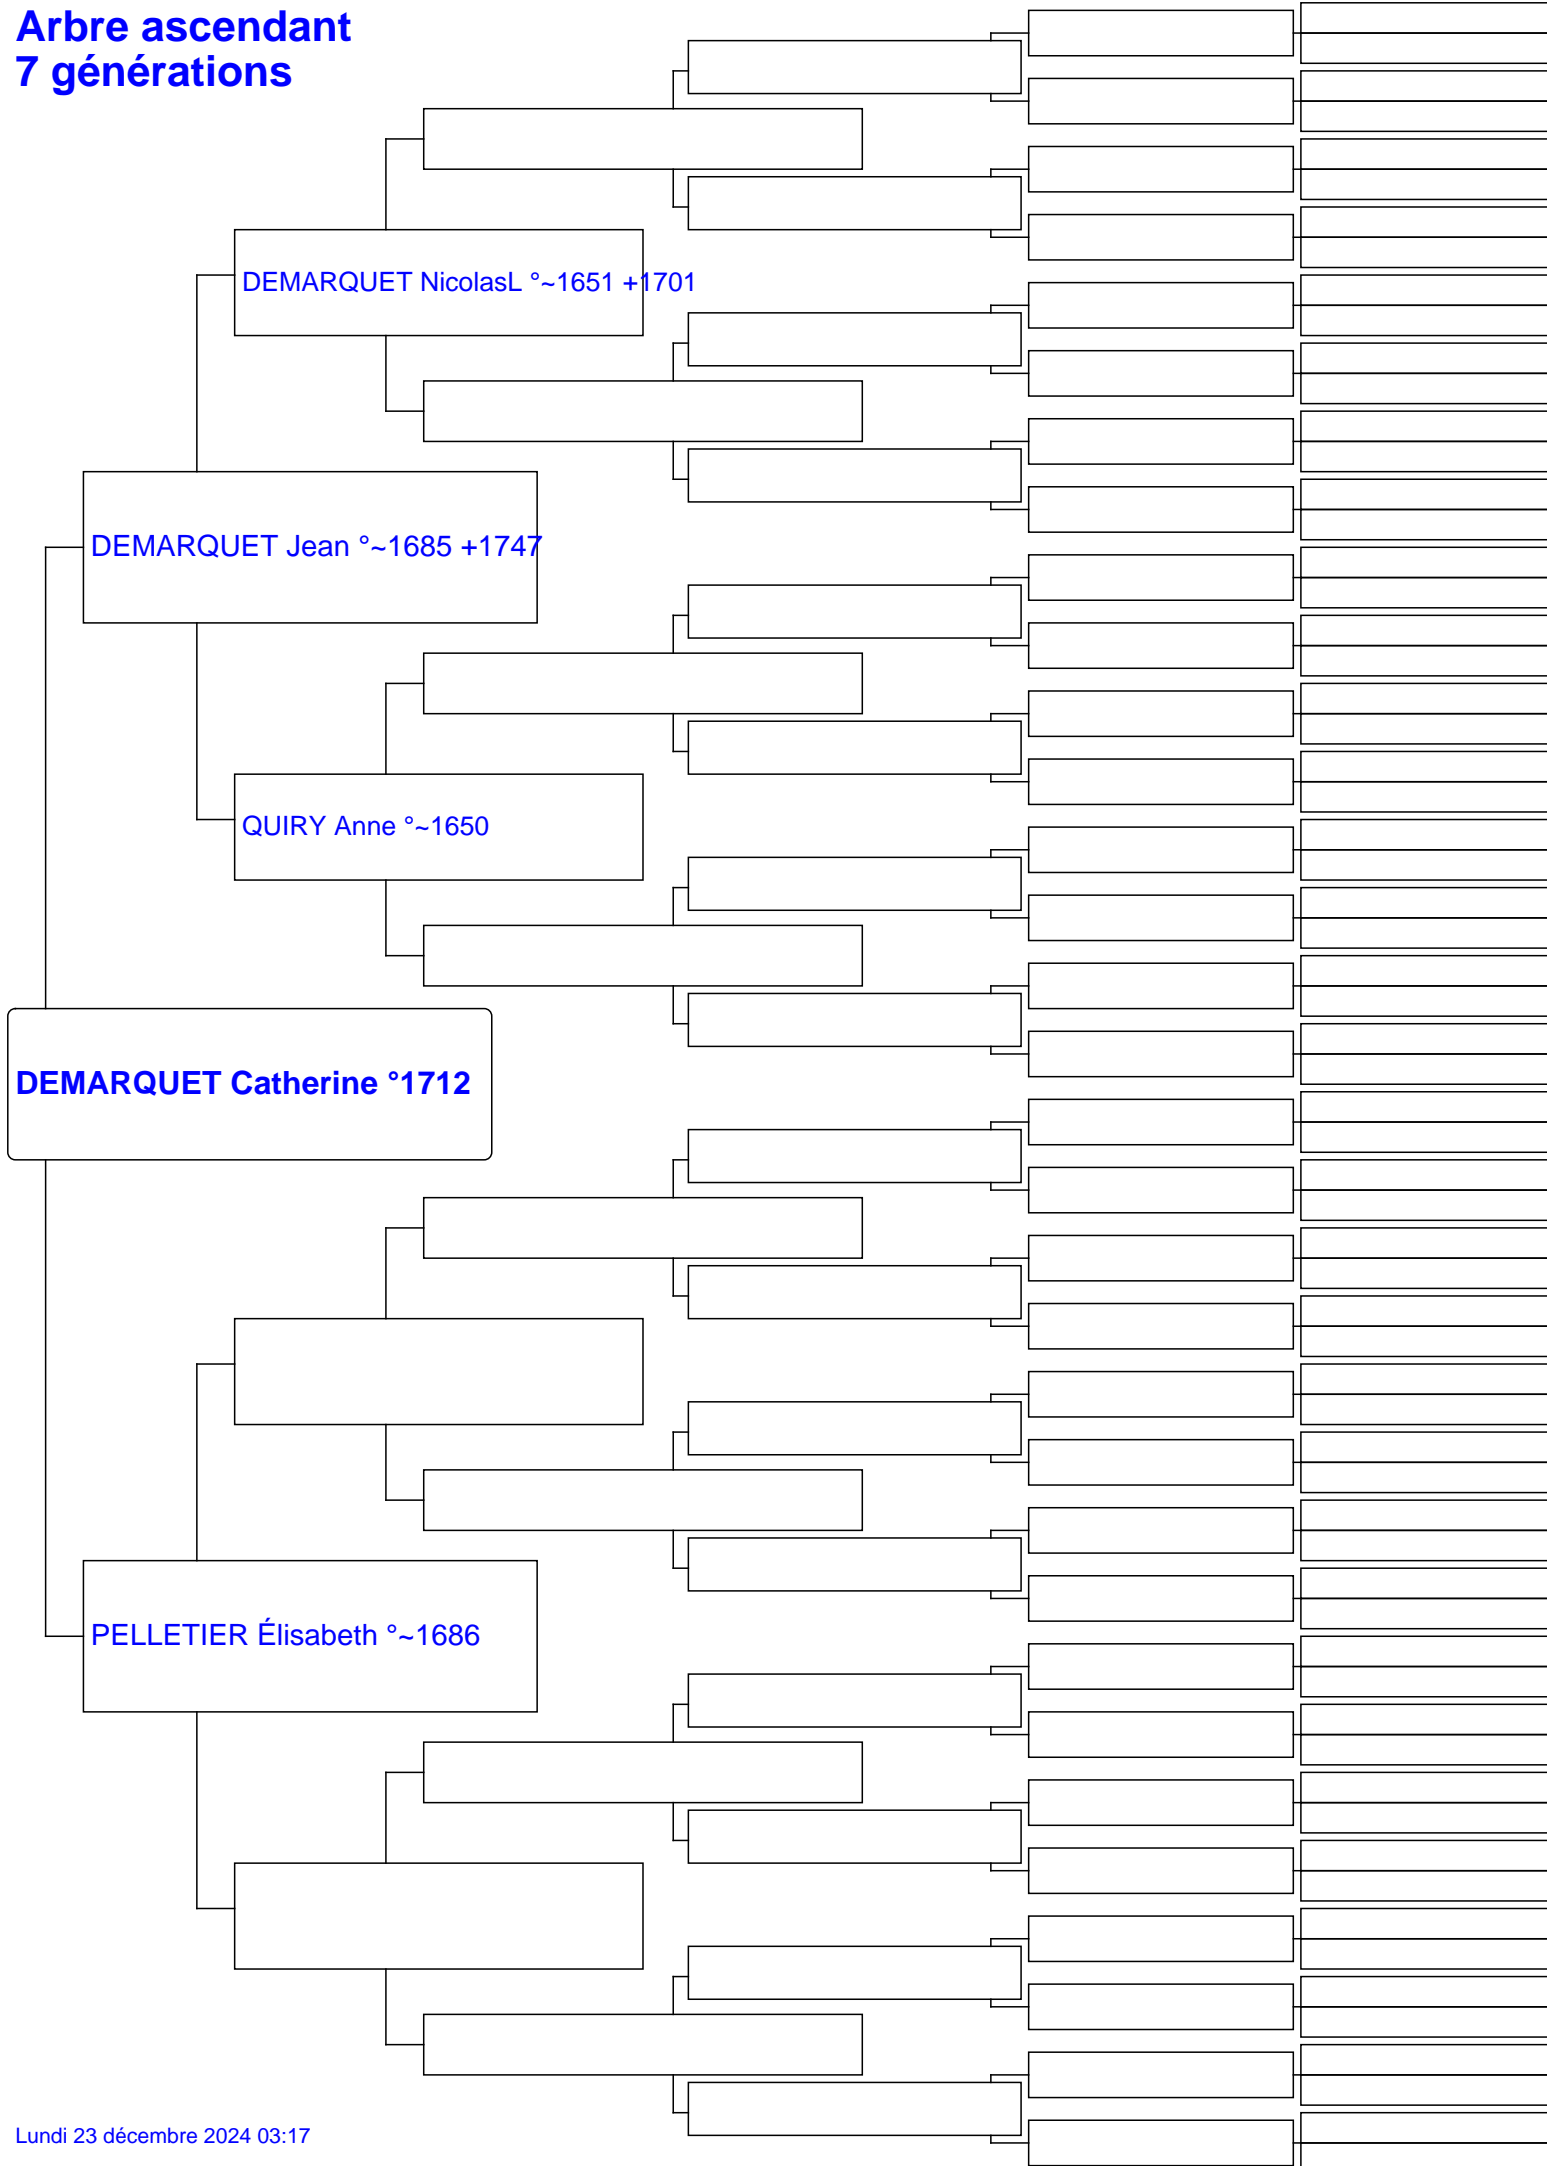 Arbre ascendant
7 générations
DEMARQUET NicolasL °~1651 +1701
DEMARQUET Jean °~1685 +1747
QUIRY Anne °~1650
DEMARQUET Catherine °1712
PELLETIER Élisabeth °~1686
Lundi 23 décembre 2024 03:17